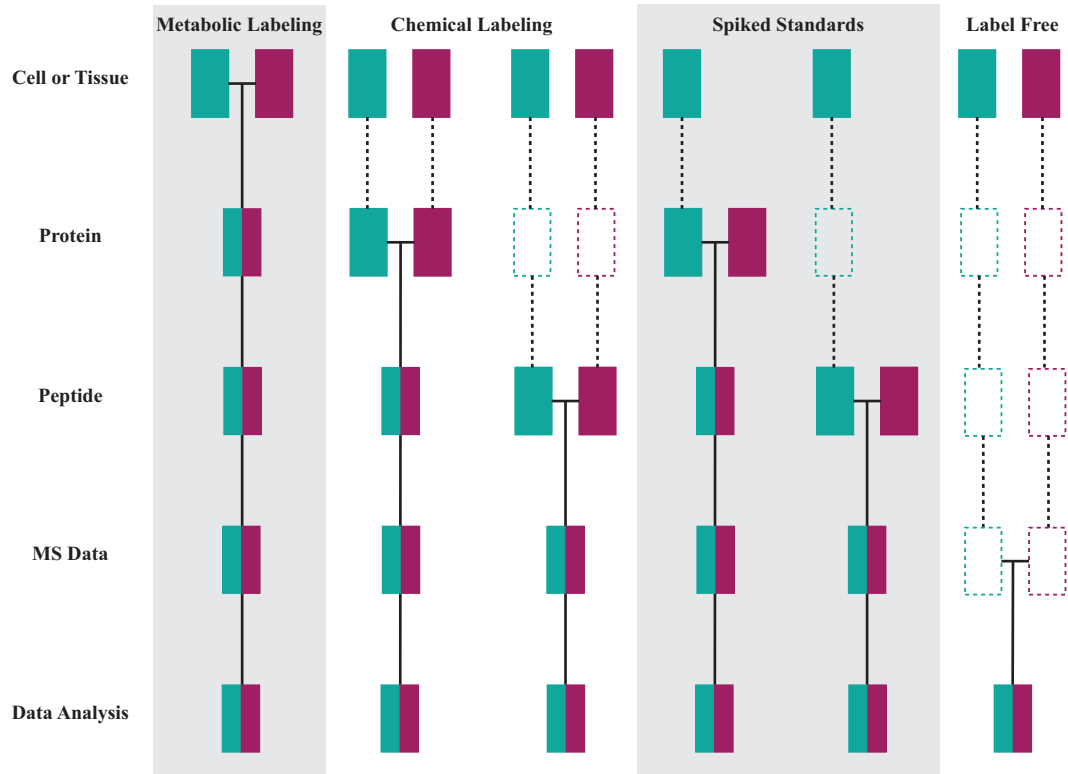 Metabolic Labeling
Chemical Labeling
Spiked Standards
Label Free
Cell or Tissue
Protein
Peptide
MS Data
Data Analysis